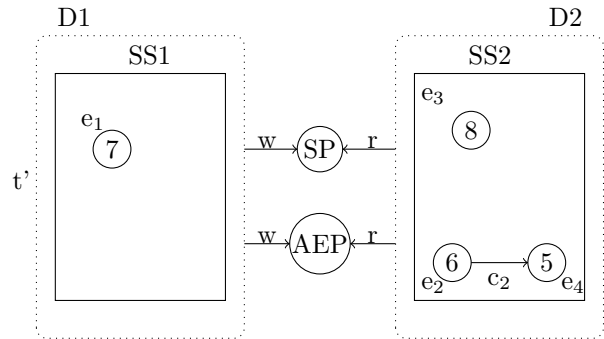 D1 D2
SS1 SS2
e3
e1
8
7 w SP r
t'
w AEP r
6 5
c2
e2 e4